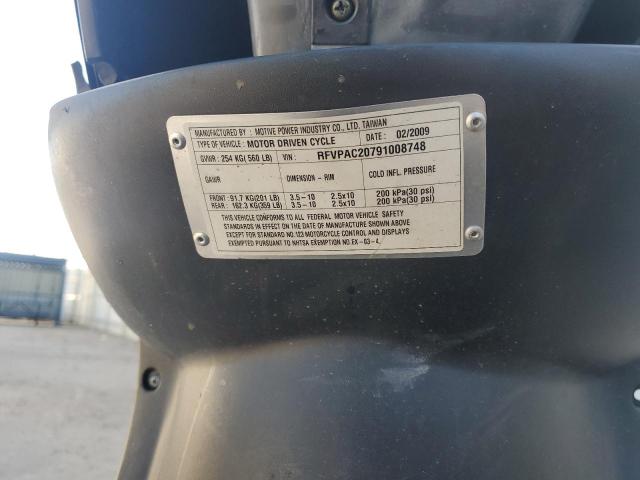 MANUFACTURED BY : MOTIVE POWER INDUSTRY CO., LTD. TAIWAN
TYPE OF VEHICLE: MOTOR DRIVEN CYCLE DATE: 02/2009
GVWR : 254 KG( 560 LB) VIN : RFVPAC20791008748
GAWR DIMENSION - RIM COLD INFL. PRESSURE
FRONT : 91.7 KG(201 LB) 3.5-10 2.5x10 200 kPa(30 psi)
REAR : 162.3 KG(359 LB) 3.5-10 2.5x10 200 kPa(30 psi)
THIS VEHICLE CONFORMS TO ALL FEDERAL MOTOR VEHICLE SAFETY
STANDARDS IN EFFECT ON THE DATE OF MANUFACTURE SHOWN ABOVE
EXCEPT FOR STANDARD NO. 123 MOTORCYCLE CONTROL AND DISPLAYS
EXEMPTED PURSUANT TO NHTSA EXEMPTION NO. EX-03-4.